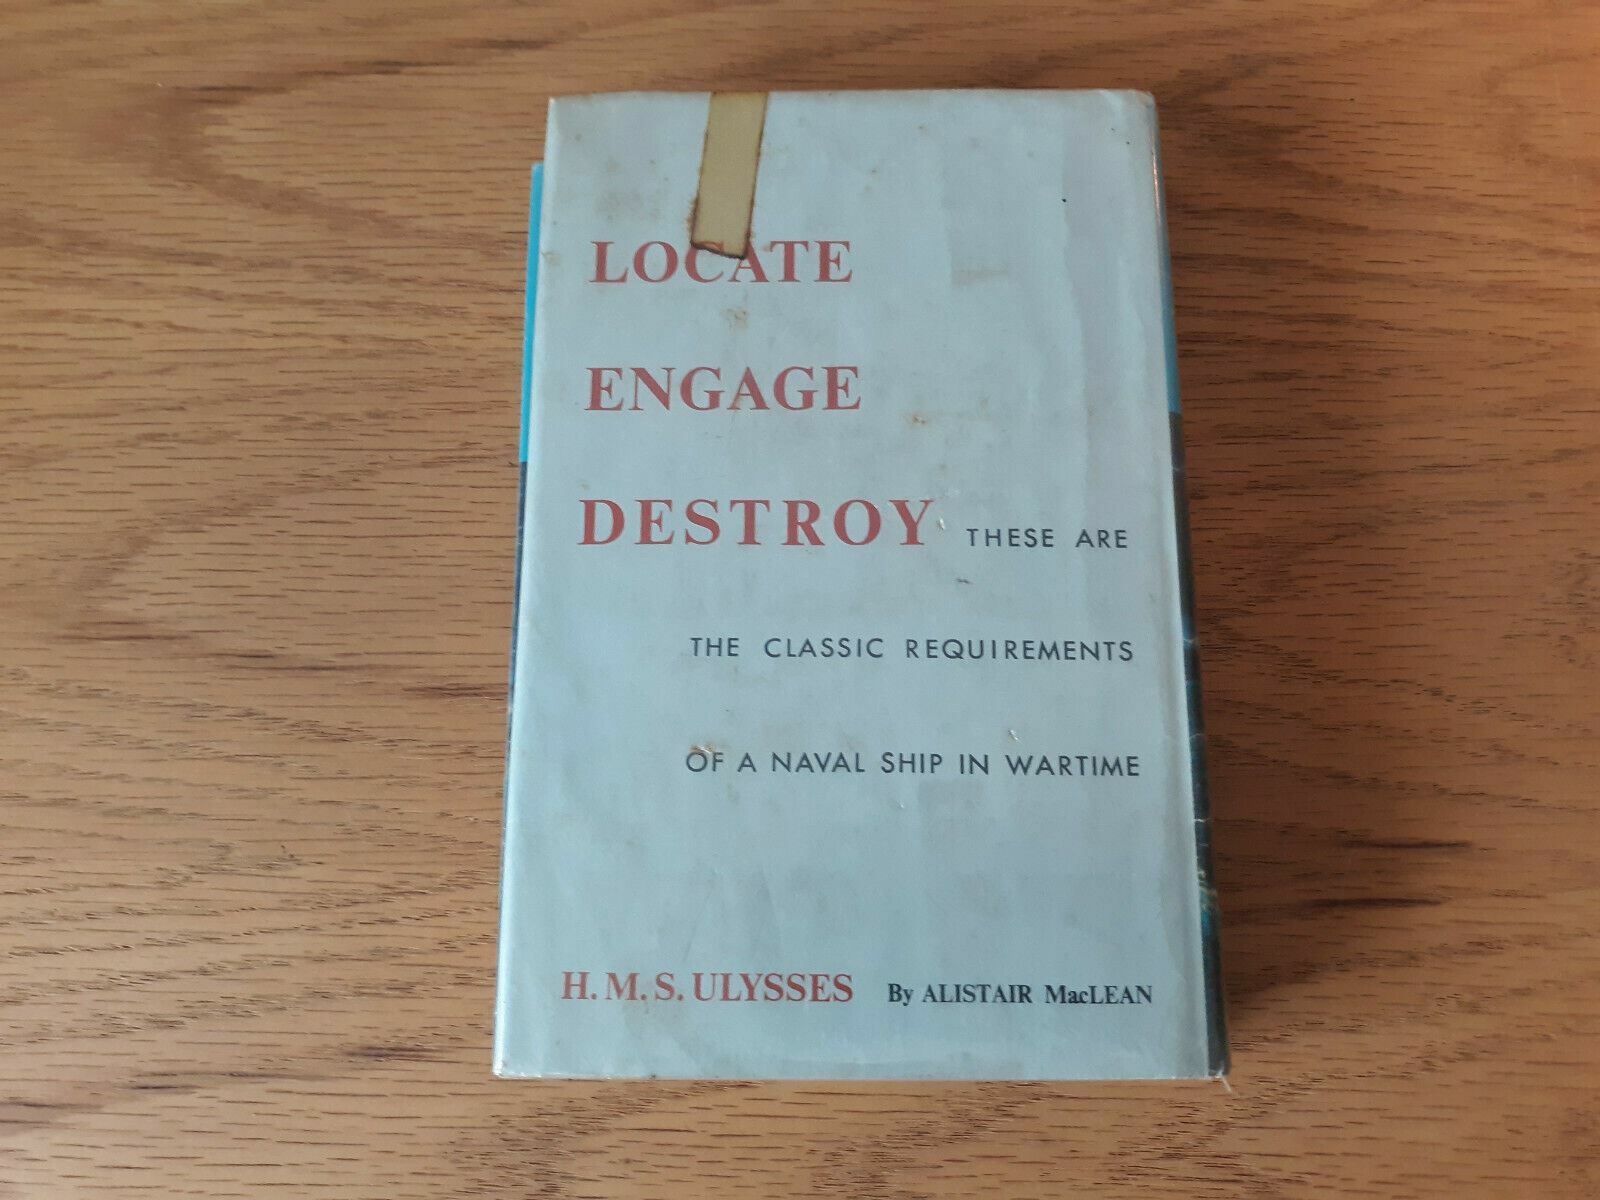 LOCATE
ENGAGE
DESTROY THESE ARE
THE CLASSIC REQUIREMENTS
OF A NAVAL SHIP IN WARTIME
H. M. S. ULYSSES By ALISTAIR MacLEAN